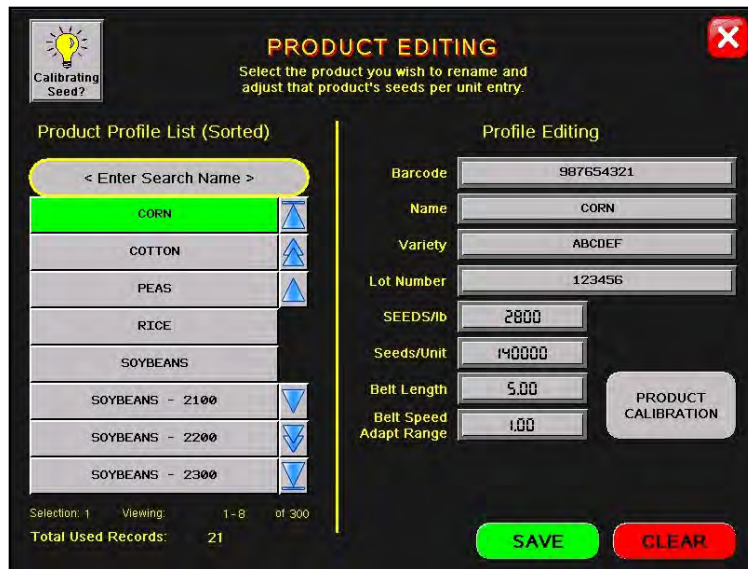 Calibrating
Seed?
PRODUCT EDITING
Select the product you wish to rename and
adjust that product's seeds per unit entry.
Product Profile List (Sorted)
< Enter Search Name >
CORN
COTTON
PEAS
RICE
SOYBEANS
SOYBEANS - 2100
SOYBEANS - 2200
SOYBEANS - 2300
Selection: 1 Viewing: 1 - 8 of 300
Total Used Records: 21
Profile Editing
Barcode 987654321
Name CORN
Variety ABCDEF
Lot Number 123456
SEEDS/lb 2800
Seeds/Unit 140000
Belt Length 5.00
Belt Speed
Adapt Range 1.00
PRODUCT
CALIBRATION
SAVE
CLEAR